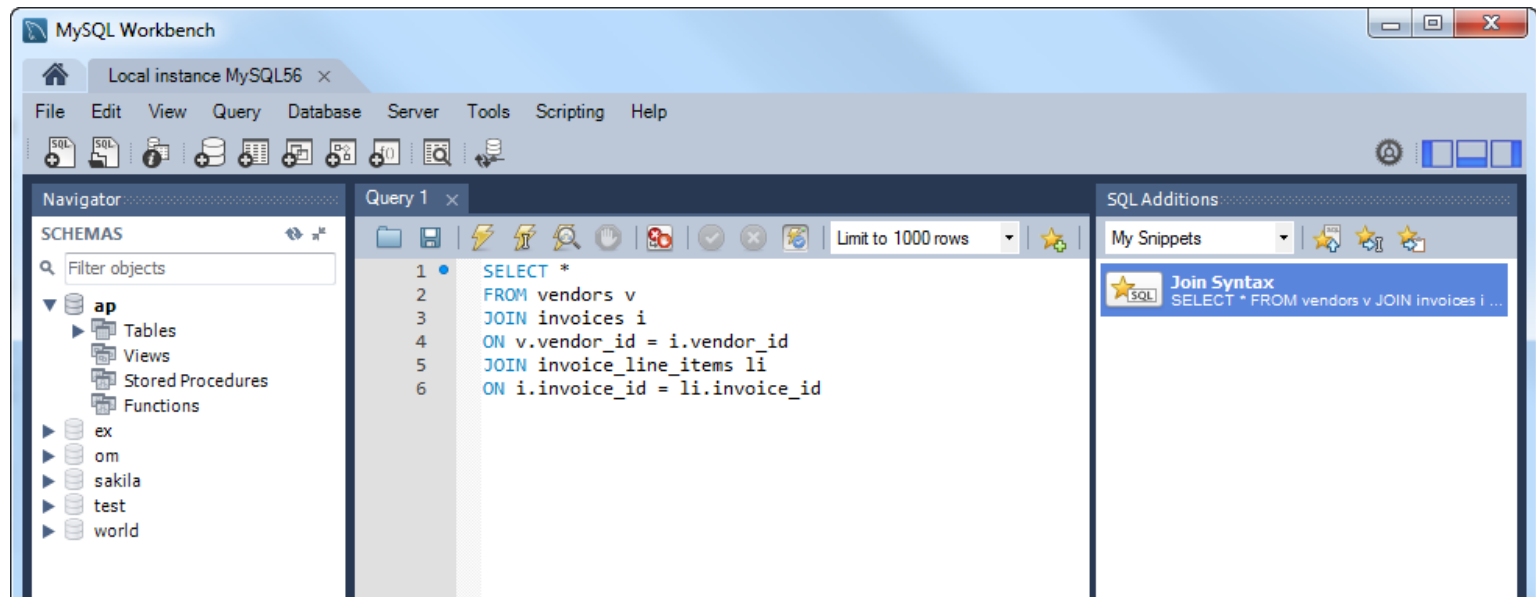 MySQL Workbench
Local instance MySQL56
File Edit View Query Database Server Tools Scripting Help
SQL SQL
Navigator
SCHEMAS
Filter objects
ap
Tables
Views
Stored Procedures
Functions
ex
om
sakila
test
world
Query 1
Limit to 1000 rows
1 SELECT *
2 FROM vendors v
3 JOIN invoices i
4 ON v.vendor_id = i.vendor_id
5 JOIN invoice_line_items li
6 ON i.invoice_id = li.invoice_id
SQL Additions
My Snippets
SQL
Join Syntax
SELECT * FROM vendors v JOIN invoices i ...